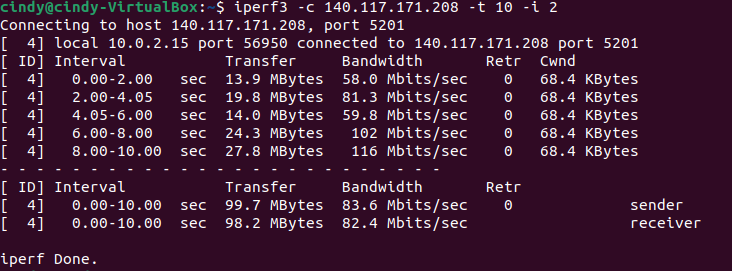 cindy@cindy-VirtualBox:~$ iperf3 -c 140.117.171.208 -t 10 -i 2
Connecting to host 140.117.171.208, port 5201
[  4] local 10.0.2.15 port 56950 connected to 140.117.171.208 port 5201
[ ID] Interval           Transfer     Bandwidth       Retr  Cwnd
[  4]   0.00-2.00   sec  13.9 MBytes  58.0 Mbits/sec    0   68.4 KBytes
[  4]   2.00-4.05   sec  19.8 MBytes  81.3 Mbits/sec    0   68.4 KBytes
[  4]   4.05-6.00   sec  14.0 MBytes  59.8 Mbits/sec    0   68.4 KBytes
[  4]   6.00-8.00   sec  24.3 MBytes   102 Mbits/sec    0   68.4 KBytes
[  4]   8.00-10.00  sec  27.8 MBytes   116 Mbits/sec    0   68.4 KBytes
- - - - - - - - - - - - - - - - - - - - - - - - -
[ ID] Interval           Transfer     Bandwidth       Retr
[  4]   0.00-10.00  sec  99.7 MBytes  83.6 Mbits/sec    0             sender
[  4]   0.00-10.00  sec  98.2 MBytes  82.4 Mbits/sec                  receiver
iperf Done.